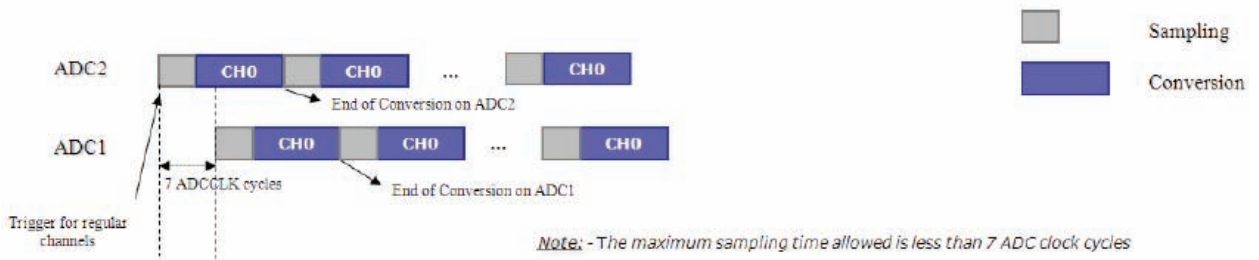 Sampling
ADC2 CH0 CH0 ... CH0
Conversion
End of Conversion on ADC2
ADC1 CH0 CH0 ... CH0
7 ADCCLK cycles
End of Conversion on ADC1
Trigger for regular
channels
Note: - The maximum sampling time allowed is less than 7 ADC clock cycles